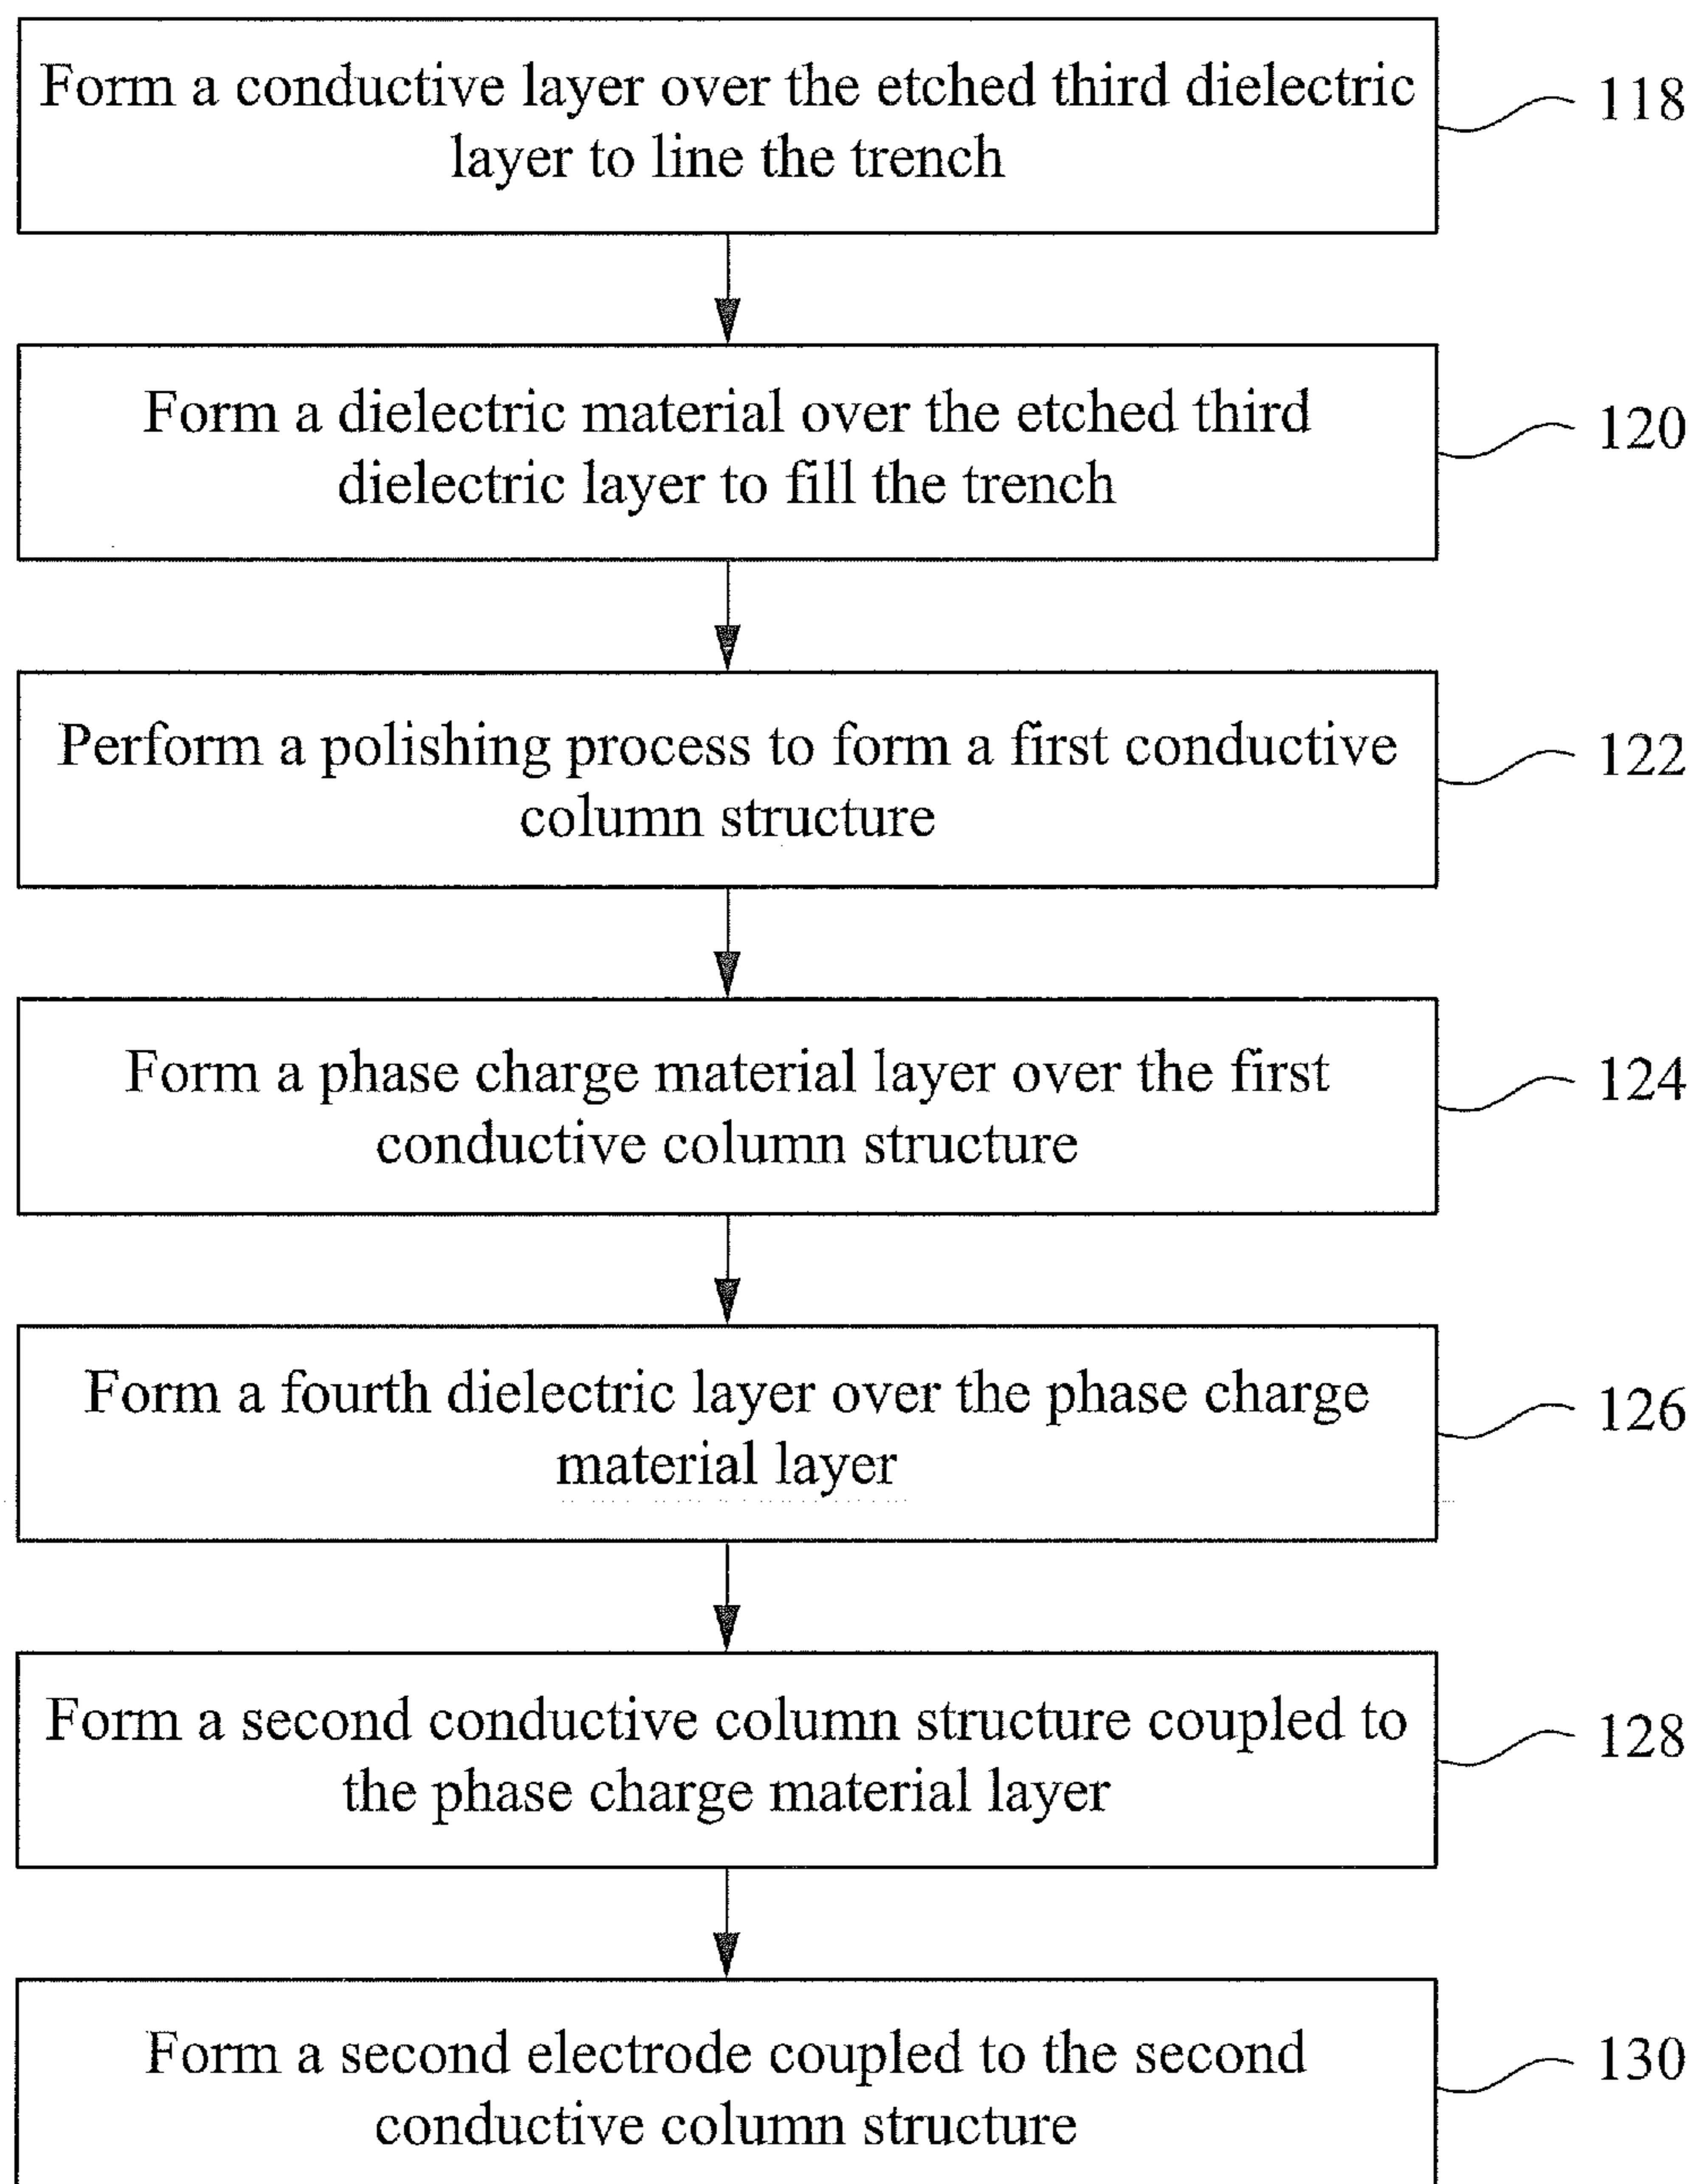 Form a conductive layer over the etched third dielectric
layer to line the trench
118
Form a dielectric material over the etched third
dielectric layer to fill the trench
120
Perform a polishing process to form a first conductive
column structure
122
Form a phase charge material layer over the first
conductive column structure
124
Form a fourth dielectric layer over the phase charge
material layer
126
Form a second conductive column structure coupled to
the phase charge material layer
128
Form a second electrode coupled to the second
conductive column structure
130